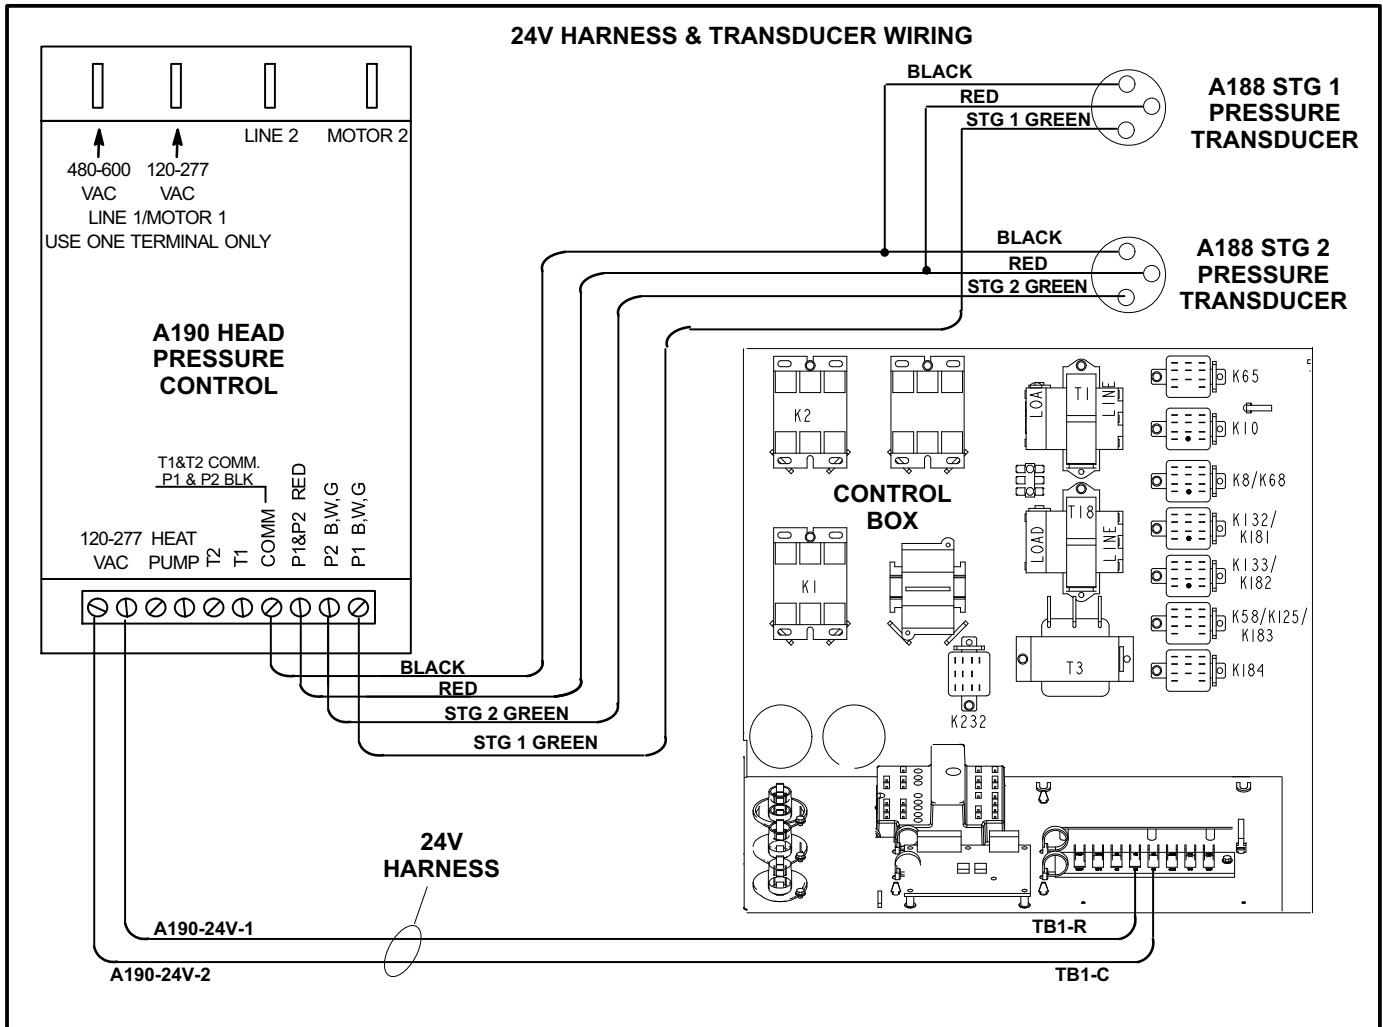 24V HARNESS & TRANSDUCER WIRING
BLACK
RED
STG 1 GREEN
A188 STG 1
PRESSURE
TRANSDUCER
LINE 2
MOTOR 2
480-600
VAC
120-277
VAC
LINE 1/MOTOR 1
USE ONE TERMINAL ONLY
BLACK
RED
STG 2 GREEN
A188 STG 2
PRESSURE
TRANSDUCER
A190 HEAD
PRESSURE
CONTROL
T1&T2 COMM.
P1 & P2 BLK
120-277
VAC
HEAT
PUMP
T2
T1
COMM
P1&P2 RED
P2 B,W,G
P1 B,W,G
BLACK
RED
STG 2 GREEN
STG 1 GREEN
CONTROL
BOX
K2
K1
LOA
T1
LINE
LOAD
T18
LINE
T3
K232
K65
K10
K8/K68
K132/
K181
K133/
K182
K58/K125/
K183
K184
24V
HARNESS
A190-24V-1
TB1-R
A190-24V-2
TB1-C